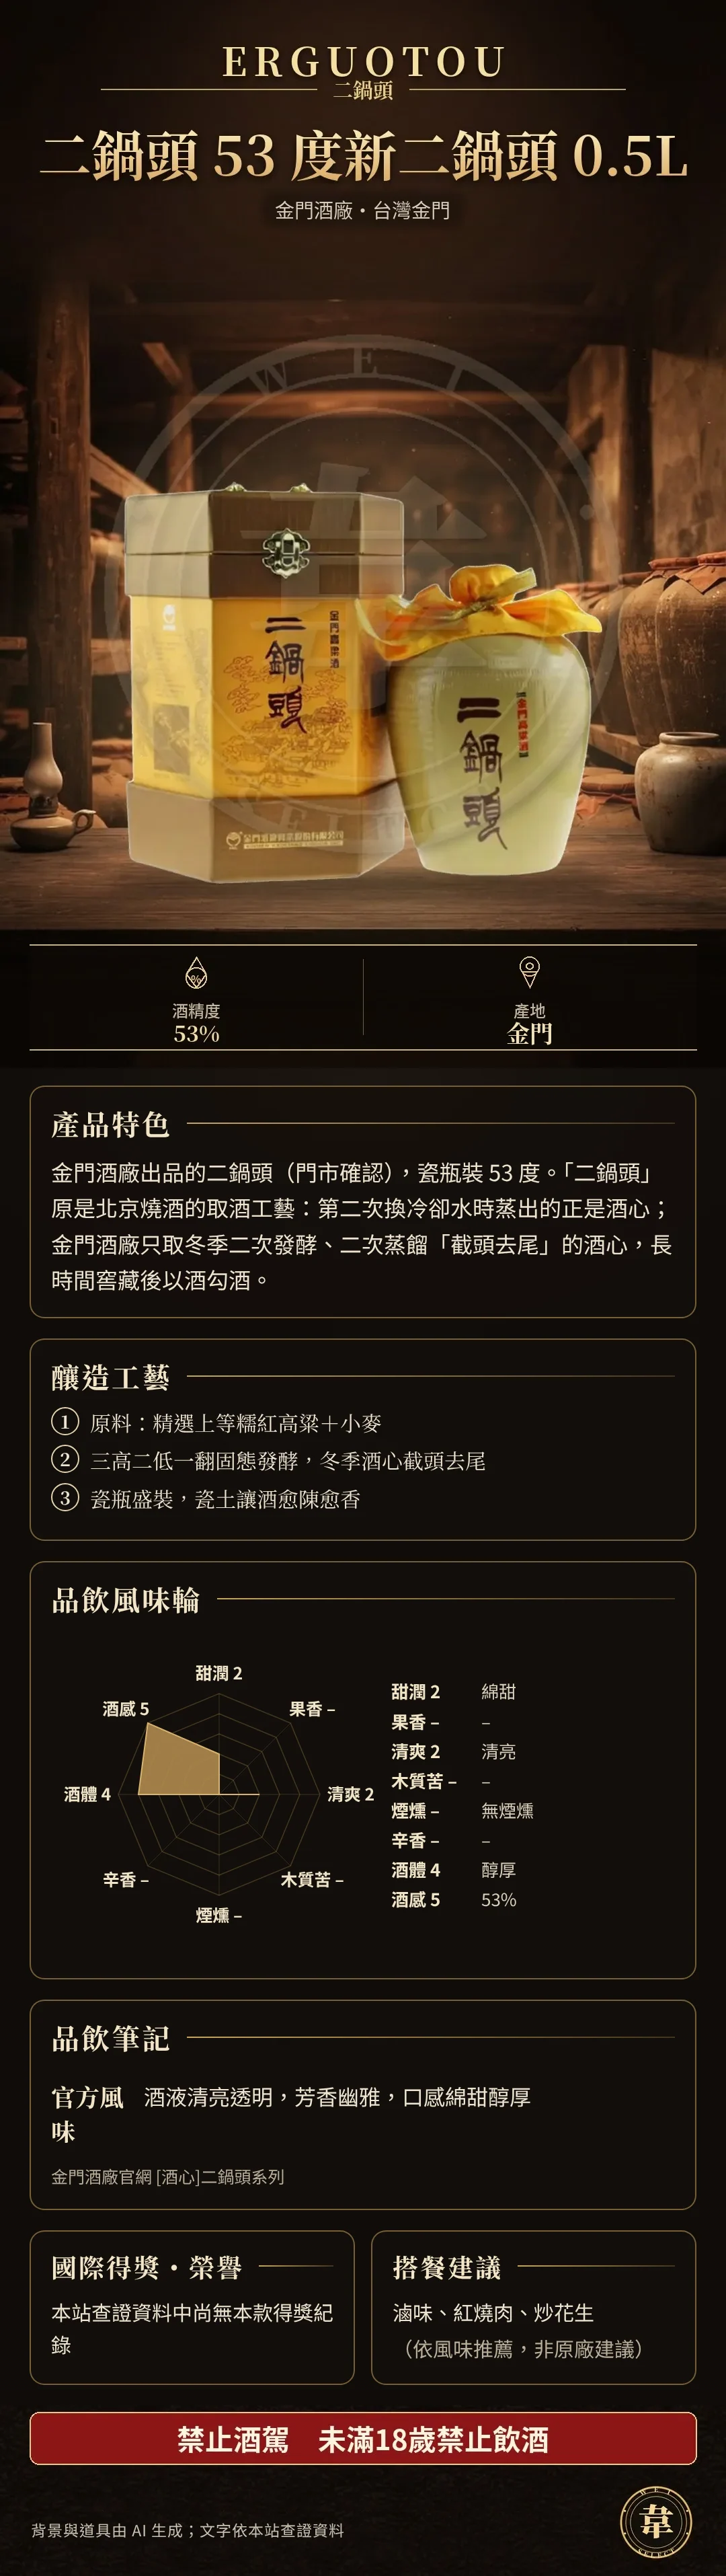 ERGUOTOU
二鍋頭
二鍋頭 53 度新二鍋頭 0.5L
金門酒廠・台灣金門
WEI
二鍋頭
金門高粱酒
金門酒廠實業股份有限公司
二鍋頭
金門高粱酒
%
酒精度
53%
產地
金門
產品特色
金門酒廠出品的二鍋頭（門市確認），瓷瓶裝 53 度。「二鍋頭」
原是北京燒酒的取酒工藝：第二次換冷卻水時蒸出的正是酒心；
金門酒廠只取冬季二次發酵、二次蒸餾「截頭去尾」的酒心，長
時間窖藏後以酒勾酒。
釀造工藝
1 原料：精選上等糯紅高粱＋小麥
2 三高二低一翻固態發酵，冬季酒心截頭去尾
3 瓷瓶盛裝，瓷土讓酒愈陳愈香
品飲風味輪
甜潤 2
酒感 5
果香 –
酒體 4
清爽 2
辛香 –
木質苦 –
煙燻 –
甜潤 2 綿甜
果香 – –
清爽 2 清亮
木質苦 – –
煙燻 – 無煙燻
辛香 – –
酒體 4 醇厚
酒感 5 53%
品飲筆記
官方風味 酒液清亮透明，芳香幽雅，口感綿甜醇厚
金門酒廠官網 [酒心]二鍋頭系列
國際得獎・榮譽
本站查證資料中尚無本款得獎紀
錄
搭餐建議
滷味、紅燒肉、炒花生
（依風味推薦，非原廠建議）
禁止酒駕 未滿18歲禁止飲酒
背景與道具由 AI 生成；文字依本站查證資料
WEI
韋
SELECT